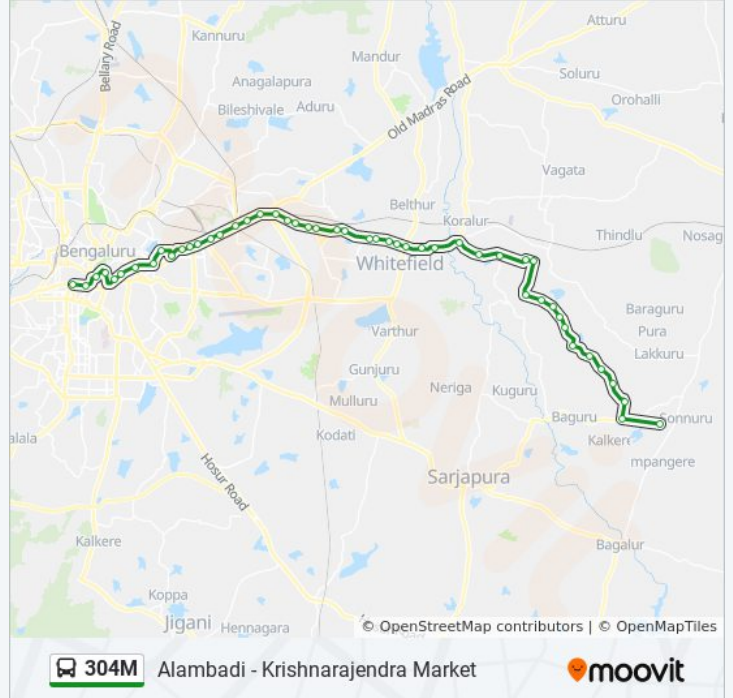 Atturu
Kannuru
Bellary Road
Mandur
Soluru
Anagalapura
Orohalli
Bileshivale
Aduru
Old Madras Road
Vagata
Belthur
Koralur
Thindlu
Nosag
Bengaluru
Whitefield
Baraguru
Pura
Varthur
Lakkuru
Gunjuru
Neriga
Kuguru
Mulluru
Baguru
Sonnuru
alala
Kodati
Kalkere
mpangere
Hosur Road
Sarjapura
Kalkere
Bagalur
Koppa
Jigani
Hennagara
© OpenStreetMap contributors | © OpenMapTiles
304M Alambadi - Krishnarajendra Market
moovit